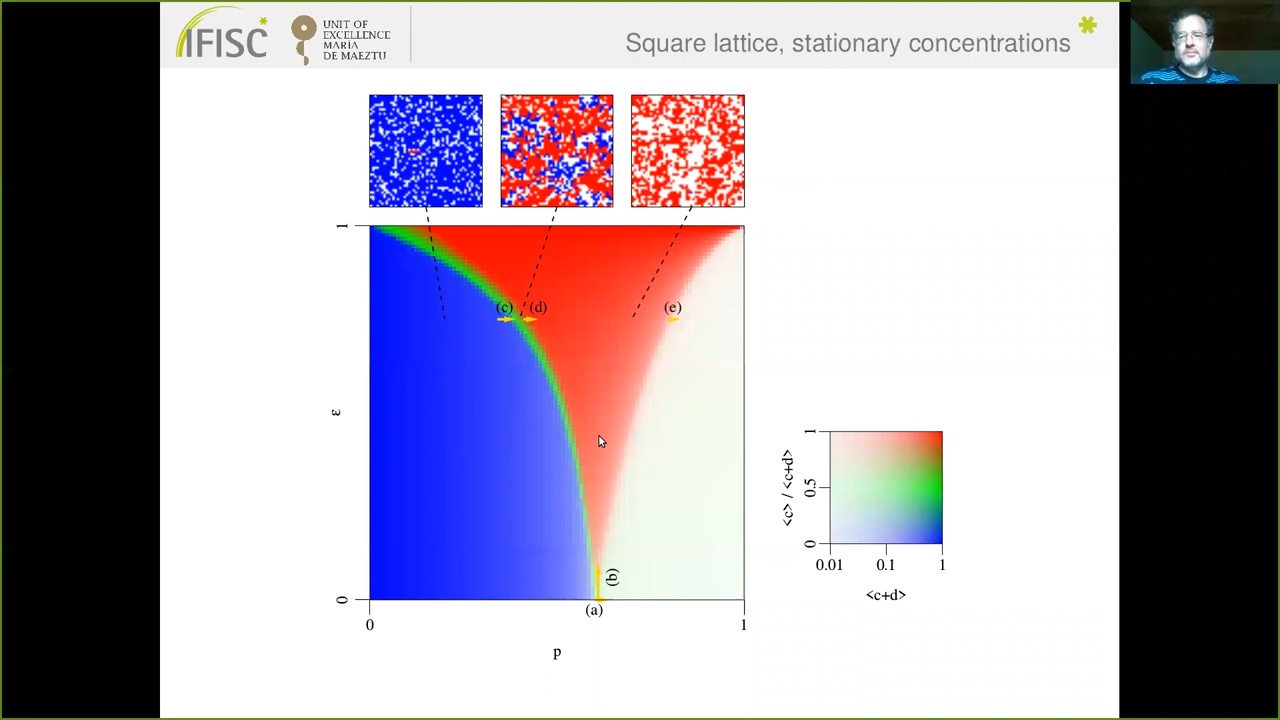 IFISC
UNIT OF
EXCELLENCE
MARÍA
DE MAEZTU
Square lattice, stationary concentrations
1
(c)
(d)
(e)
ε
(b)
0
(a)
0
1
p
1
0.5
0
<c> / <c+d>
0.01
0.1
1
<c+d>